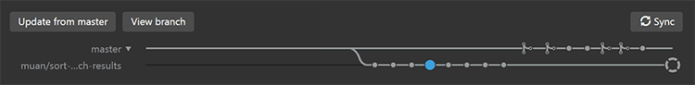 Update from master View branch Sync
master
muan/sort-...ch-results